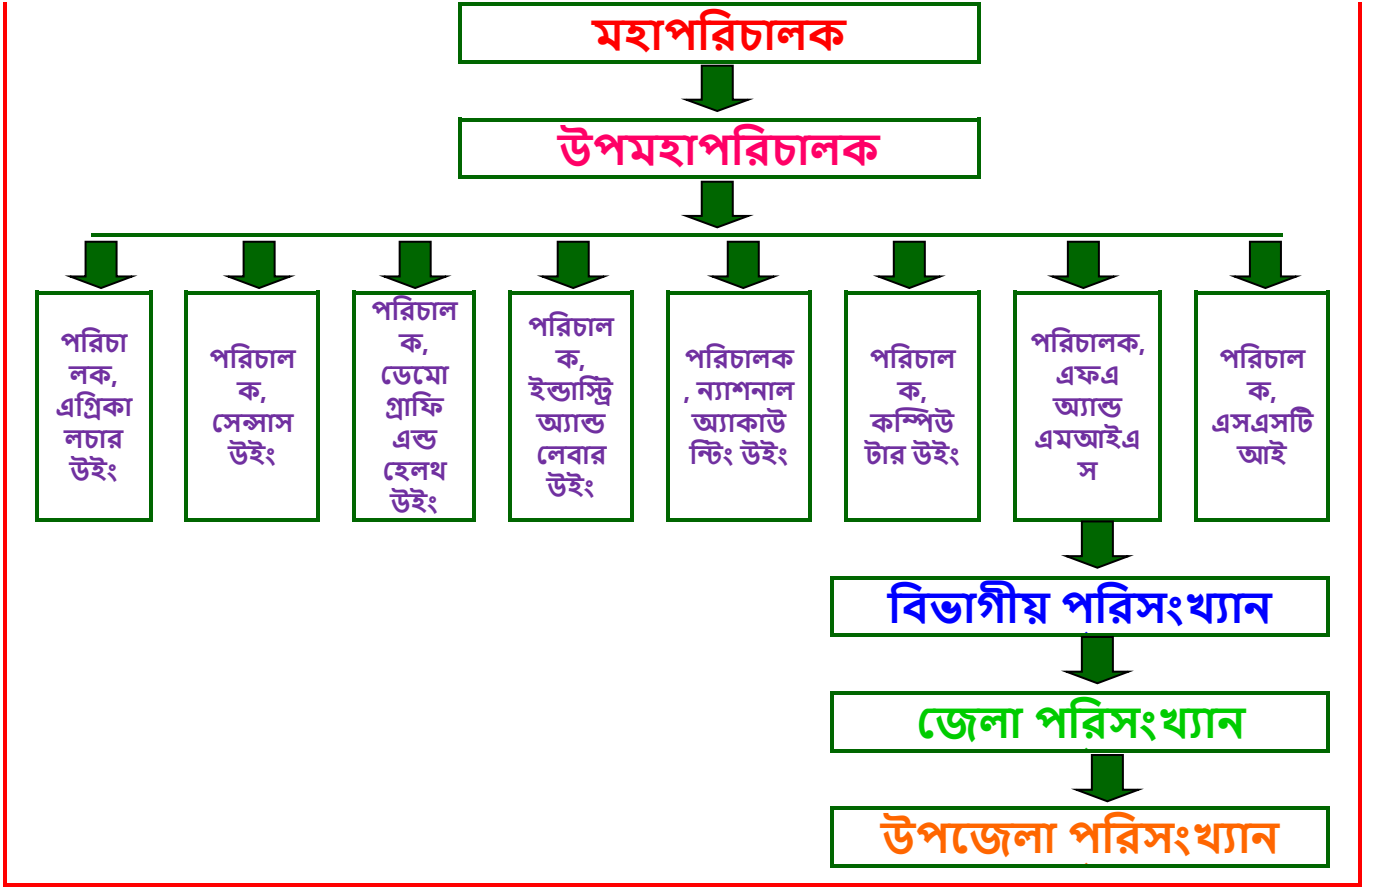 মহাপরিচালক
উপমহাপরিচালক
পরিচা
লক,
এগ্রিকা
লচার
উইং
পরিচাল
ক,
সেন্সাস
উইং
পরিচাল
ক,
ডেমো
গ্রাফি
এন্ড
হেলথ
উইং
পরিচাল
ক,
ইন্ডাস্ট্রি
অ্যান্ড
লেবার
উইং
পরিচালক
, ন্যাশনাল
অ্যাকাউ
ন্টিং উইং
পরিচাল
ক,
কম্পিউ
টার উইং
পরিচালক,
এফএ
অ্যান্ড
এমআইএ
স
পরিচাল
ক,
এসএসটি
আই
বিভাগীয় পরিসংখ্যান
জেলা পরিসংখ্যান
উপজেলা পরিসংখ্যান